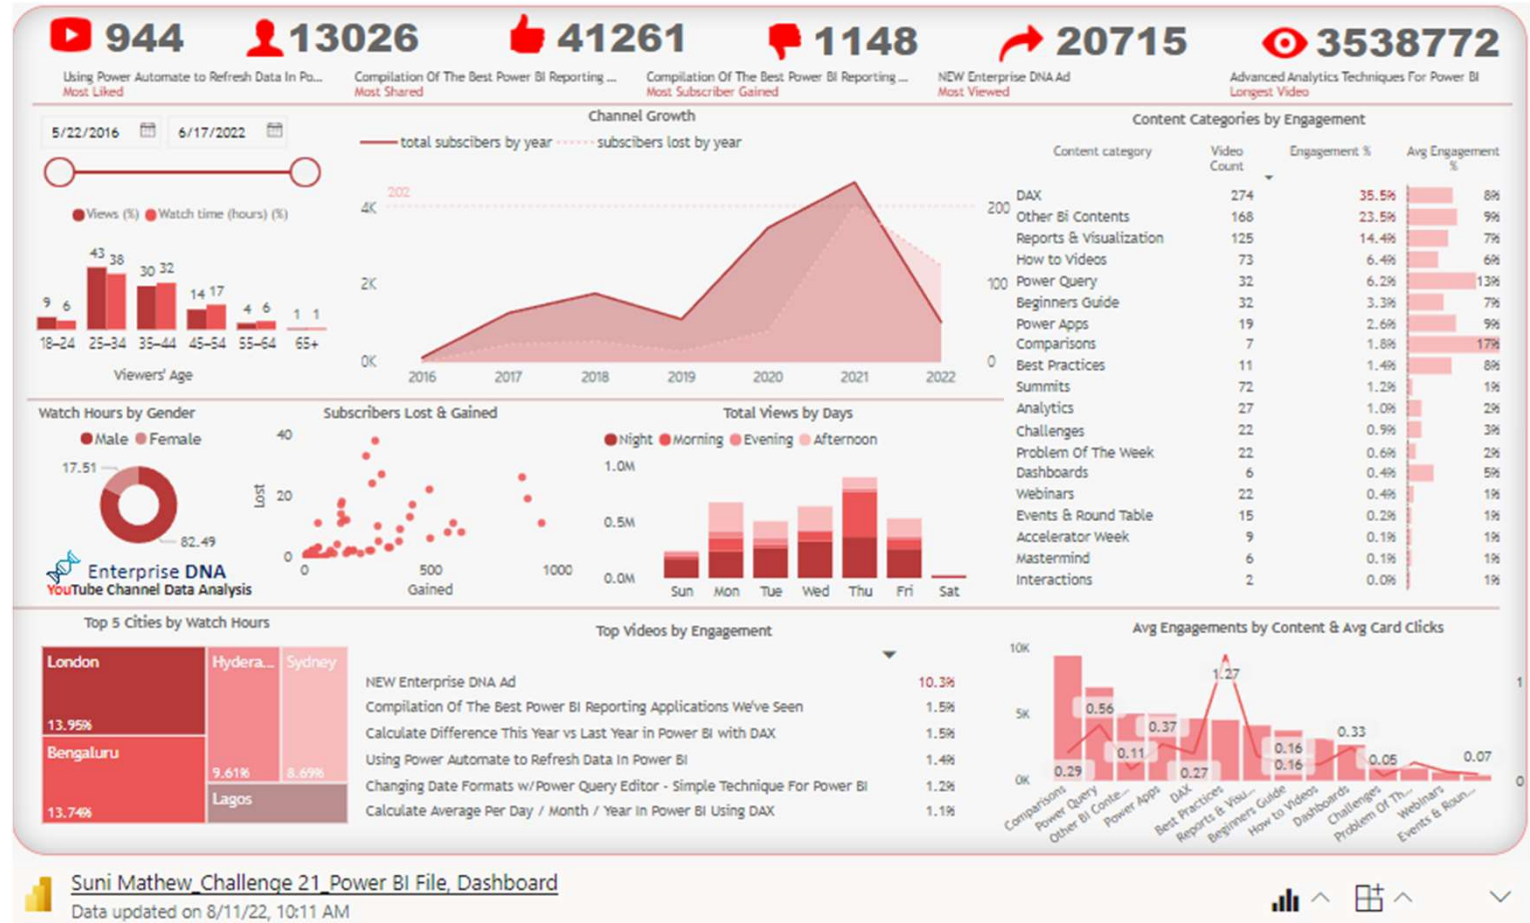 944 13026 41261 1148 20715 3538772
Using Power Automate to Refresh Data In Po... Compilation Of The Best Power BI Reporting ... Compilation Of The Best Power BI Reporting ... NEW Enterprise DNA Ad Advanced Analytics Techniques For Power BI
Most Liked Most Shared Most Subscriber Gained Most Viewed Longest Video
5/22/2016 6/17/2022
Views (%) Watch time (hours) (%)
43 38 30 32 14 17 9 6 4 6 1 1
18-24 25-34 35-44 45-54 55-64 65+
Viewers' Age
Channel Growth
total subscibers by year subscibers lost by year
202
4K 200
2K 100
0K 0
2016 2017 2018 2019 2020 2021 2022
Content Categories by Engagement
Content category Video Count Engagement % Avg Engagement %
DAX 274 35.5% 8%
Other Bi Contents 168 23.5% 9%
Reports & Visualization 125 14.4% 7%
How to Videos 73 6.4% 6%
Power Query 32 6.2% 13%
Beginners Guide 32 3.3% 7%
Power Apps 19 2.6% 9%
Comparisons 7 1.8% 17%
Best Practices 11 1.4% 8%
Summits 72 1.2% 1%
Analytics 27 1.0% 2%
Challenges 22 0.9% 3%
Problem Of The Week 22 0.6% 2%
Dashboards 6 0.4% 5%
Webinars 22 0.4% 1%
Events & Round Table 15 0.2% 1%
Accelerator Week 9 0.1% 1%
Mastermind 6 0.1% 1%
Interactions 2 0.0% 1%
Watch Hours by Gender
Male Female
17.51
82.49
Enterprise DNA
YouTube Channel Data Analysis
Subscribers Lost & Gained
40
20
0
Lost
0 500 1000
Gained
Total Views by Days
Night Morning Evening Afternoon
1.0M
0.5M
0.0M
Sun Mon Tue Wed Thu Fri Sat
Top 5 Cities by Watch Hours
London 13.95%
Bengaluru 13.74%
Hydera... 9.61%
Sydney 8.69%
Lagos
Top Videos by Engagement
NEW Enterprise DNA Ad 10.3%
Compilation Of The Best Power BI Reporting Applications We've Seen 1.5%
Calculate Difference This Year vs Last Year in Power BI with DAX 1.5%
Using Power Automate to Refresh Data In Power BI 1.4%
Changing Date Formats w/Power Query Editor - Simple Technique For Power BI 1.2%
Calculate Average Per Day / Month / Year In Power BI Using DAX 1.1%
Avg Engagements by Content & Avg Card Clicks
10K
5K
0K
1
0
0.29 0.56 0.11 0.37 0.27 1.27 0.16 0.16 0.33 0.05 0.07
Comparisons Power Query Other BI Conte... Power Apps DAX Best Practices Reports & Visu... Beginners Guide How to Videos Dashboards Challenges Problem Of Th... Webinars Events & Roun...
Suni Mathew_Challenge 21_Power BI File, Dashboard
Data updated on 8/11/22, 10:11 AM